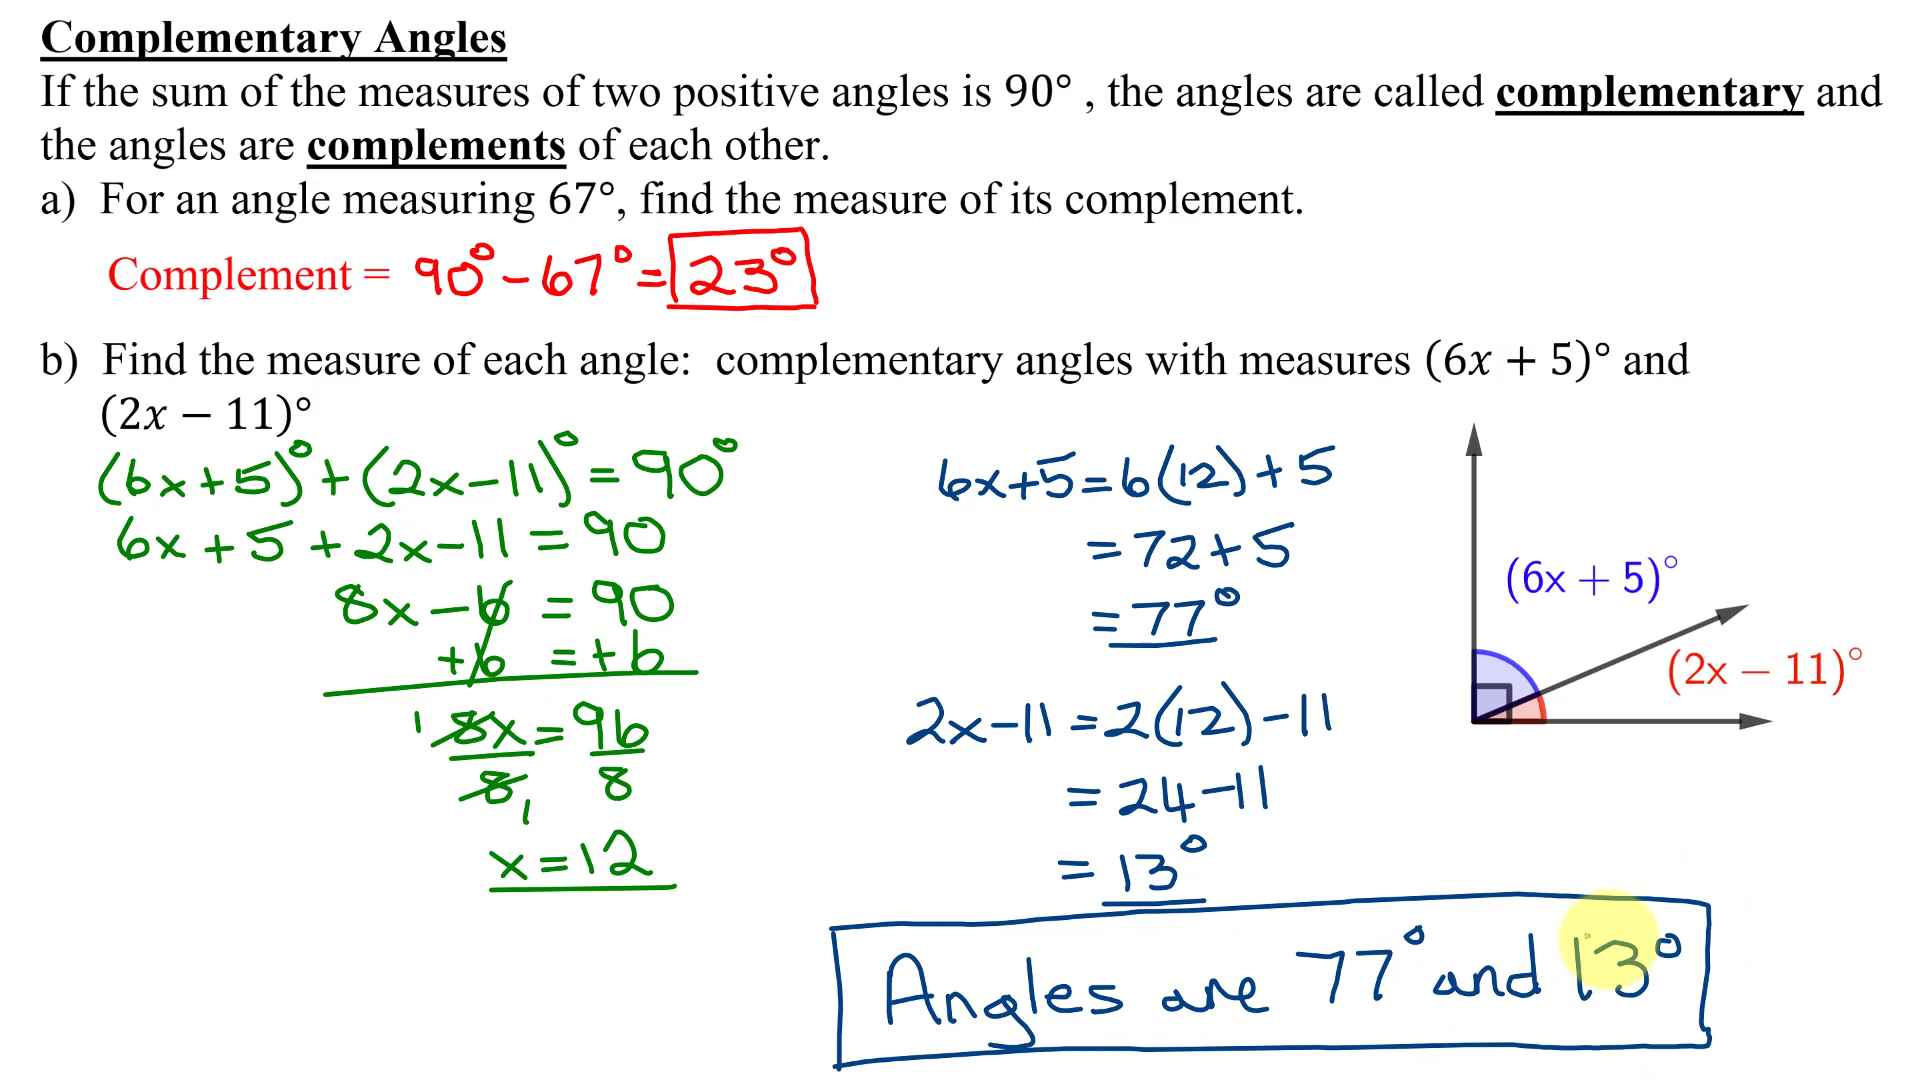 Complementary Angles
If the sum of the measures of two positive angles is 90° , the angles are called complementary and
the angles are complements of each other.
a) For an angle measuring 67°, find the measure of its complement.
Complement = 90° - 67° = 23°
b) Find the measure of each angle: complementary angles with measures (6x + 5)° and
(2x − 11)°
(6x+5)° + (2x-11)° = 90°
6x + 5 + 2x - 11 = 90
8x - 6 = 90
+6 = +6
1 8x = 96
8 1 8
x = 12
6x+5 = 6(12) + 5
= 72 + 5
= 77°
2x - 11 = 2(12) - 11
= 24 - 11
= 13°
(6x + 5)°
(2x − 11)°
Angles are 77° and 13°